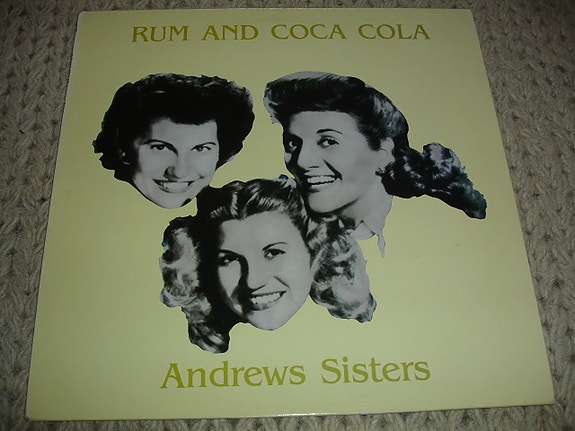 RUM AND COCA COLA
Andrews Sisters